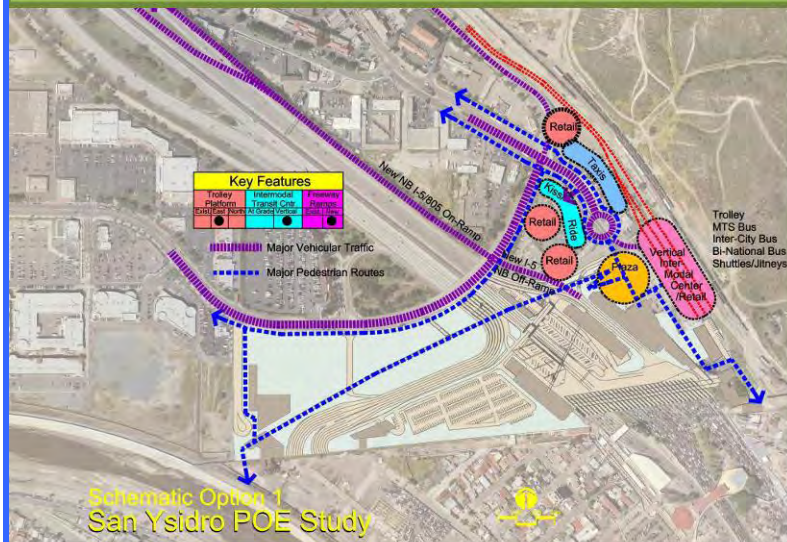 Key Features
Trolley Platform
Intermodal Transit Cntr
Freeway Ramps
Exist.
East
North
At Grade
Vertical
Exist.
New
Major Vehicular Traffic
Major Pedestrian Routes
New NB I-5/805 On-Ramp
New I-5
NB Off-Ramp
Retail
Taxis
Kiss
Ride
Retail
Retail
Plaza
Vertical
Inter-
Modal
Center
/Retail
Trolley
MTS Bus
Inter-City Bus
Bi-National Bus
Shuttles/Jitneys
Schematic Option 1
San Ysidro POE Study
1